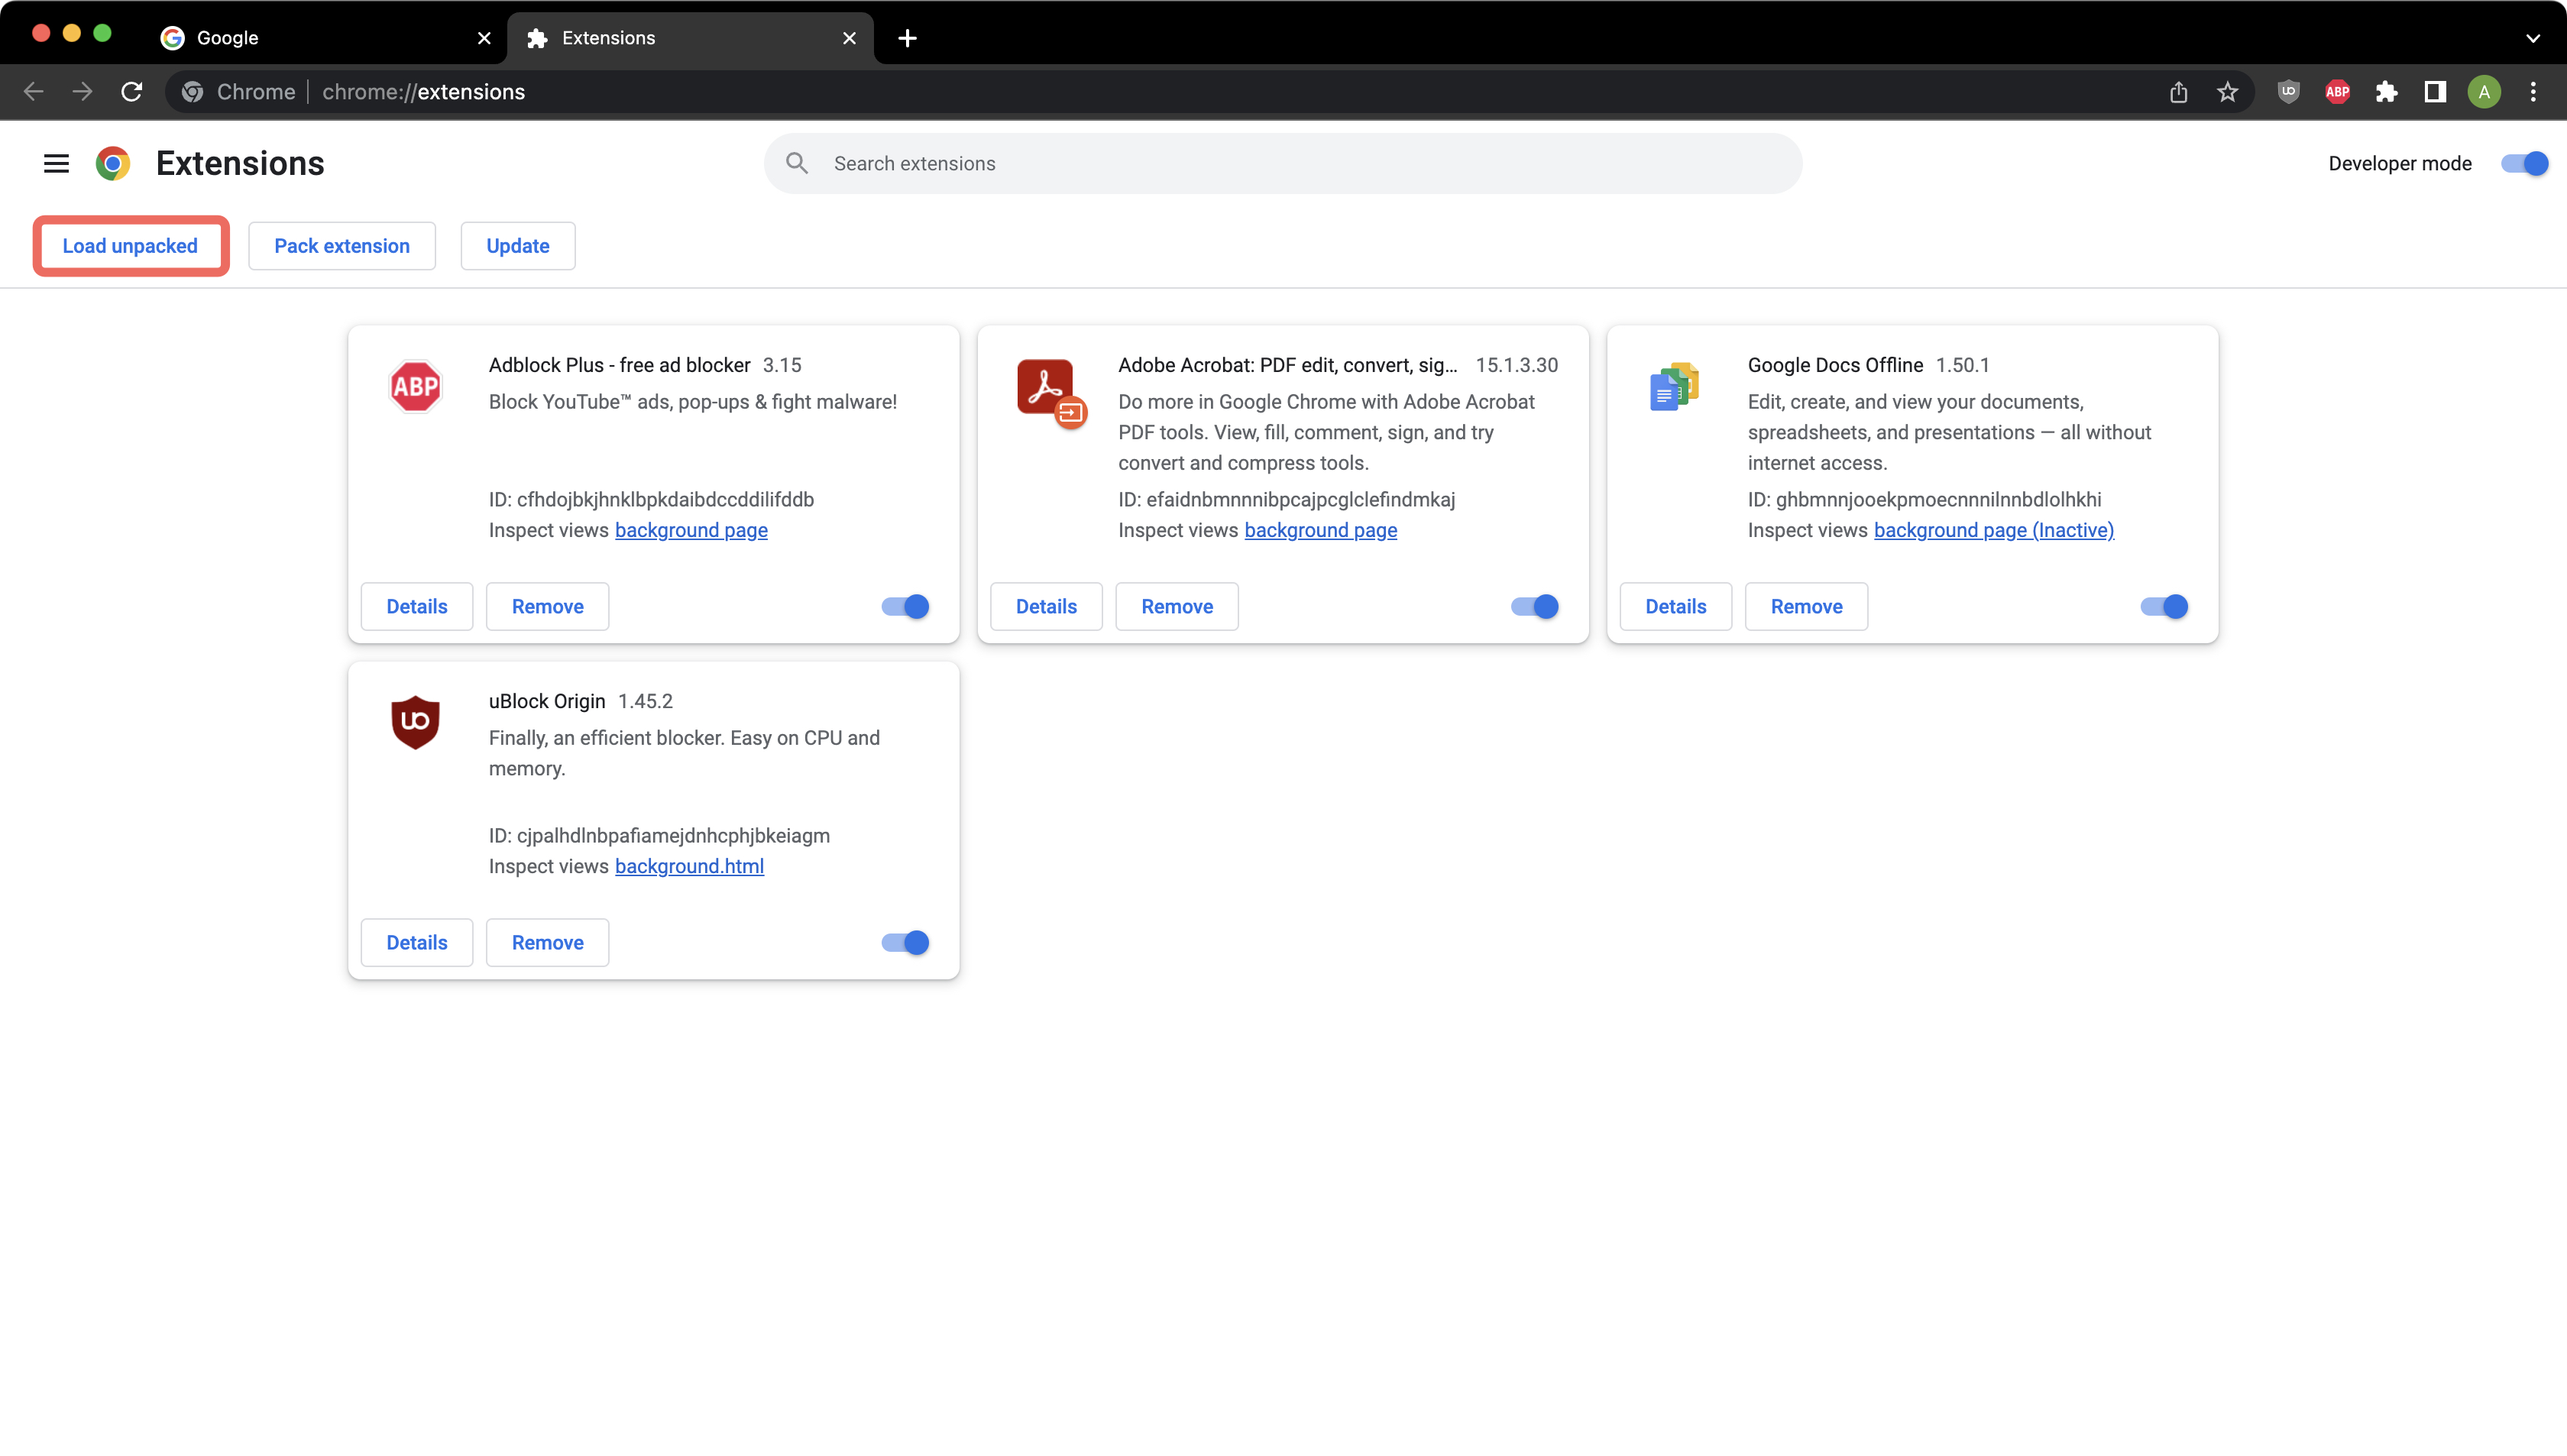 Google
Extensions
Chrome
chrome://extensions
UO
ABP
A
Extensions
Search extensions
Developer mode
Load unpacked
Pack extension
Update
ABP
Adblock Plus - free ad blocker 3.15
Block YouTube™ ads, pop-ups & fight malware!
ID: cfhdojbkjhnklbpkdaibdccddilifddb
Inspect views background page
Details
Remove
Adobe Acrobat: PDF edit, convert, sig... 15.1.3.30
Do more in Google Chrome with Adobe Acrobat
PDF tools. View, fill, comment, sign, and try
convert and compress tools.
ID: efaidnbmnnnibpcajpcglclefindmkaj
Inspect views background page
Details
Remove
Google Docs Offline 1.50.1
Edit, create, and view your documents,
spreadsheets, and presentations — all without
internet access.
ID: ghbmnnjooekpmoecnnnilnnbdlolhkhi
Inspect views background page (Inactive)
Details
Remove
UO
uBlock Origin 1.45.2
Finally, an efficient blocker. Easy on CPU and
memory.
ID: cjpalhdlnbpafiamejdnhcphjbkeiagm
Inspect views background.html
Details
Remove